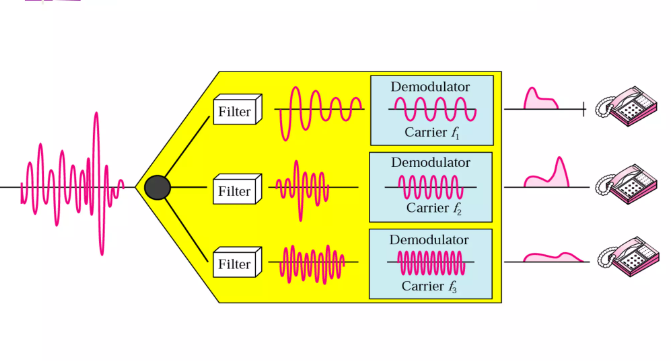 Demodulator
Filter
Carrier f₁
Demodulator
Filter
Carrier f₂
Demodulator
Filter
Carrier f₃